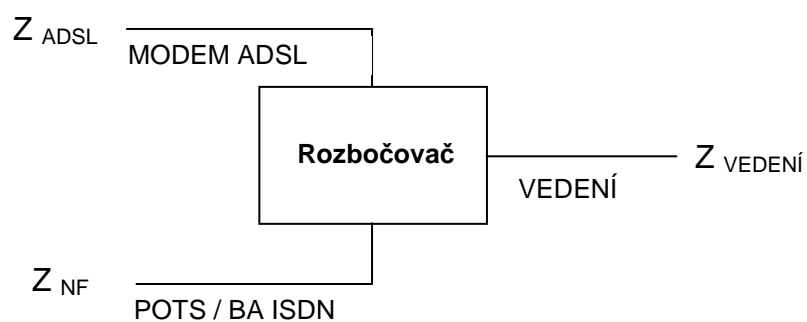 Z ADSL
MODEM ADSL
Rozbočovač
Z VEDENÍ
VEDENÍ
Z NF
POTS / BA ISDN